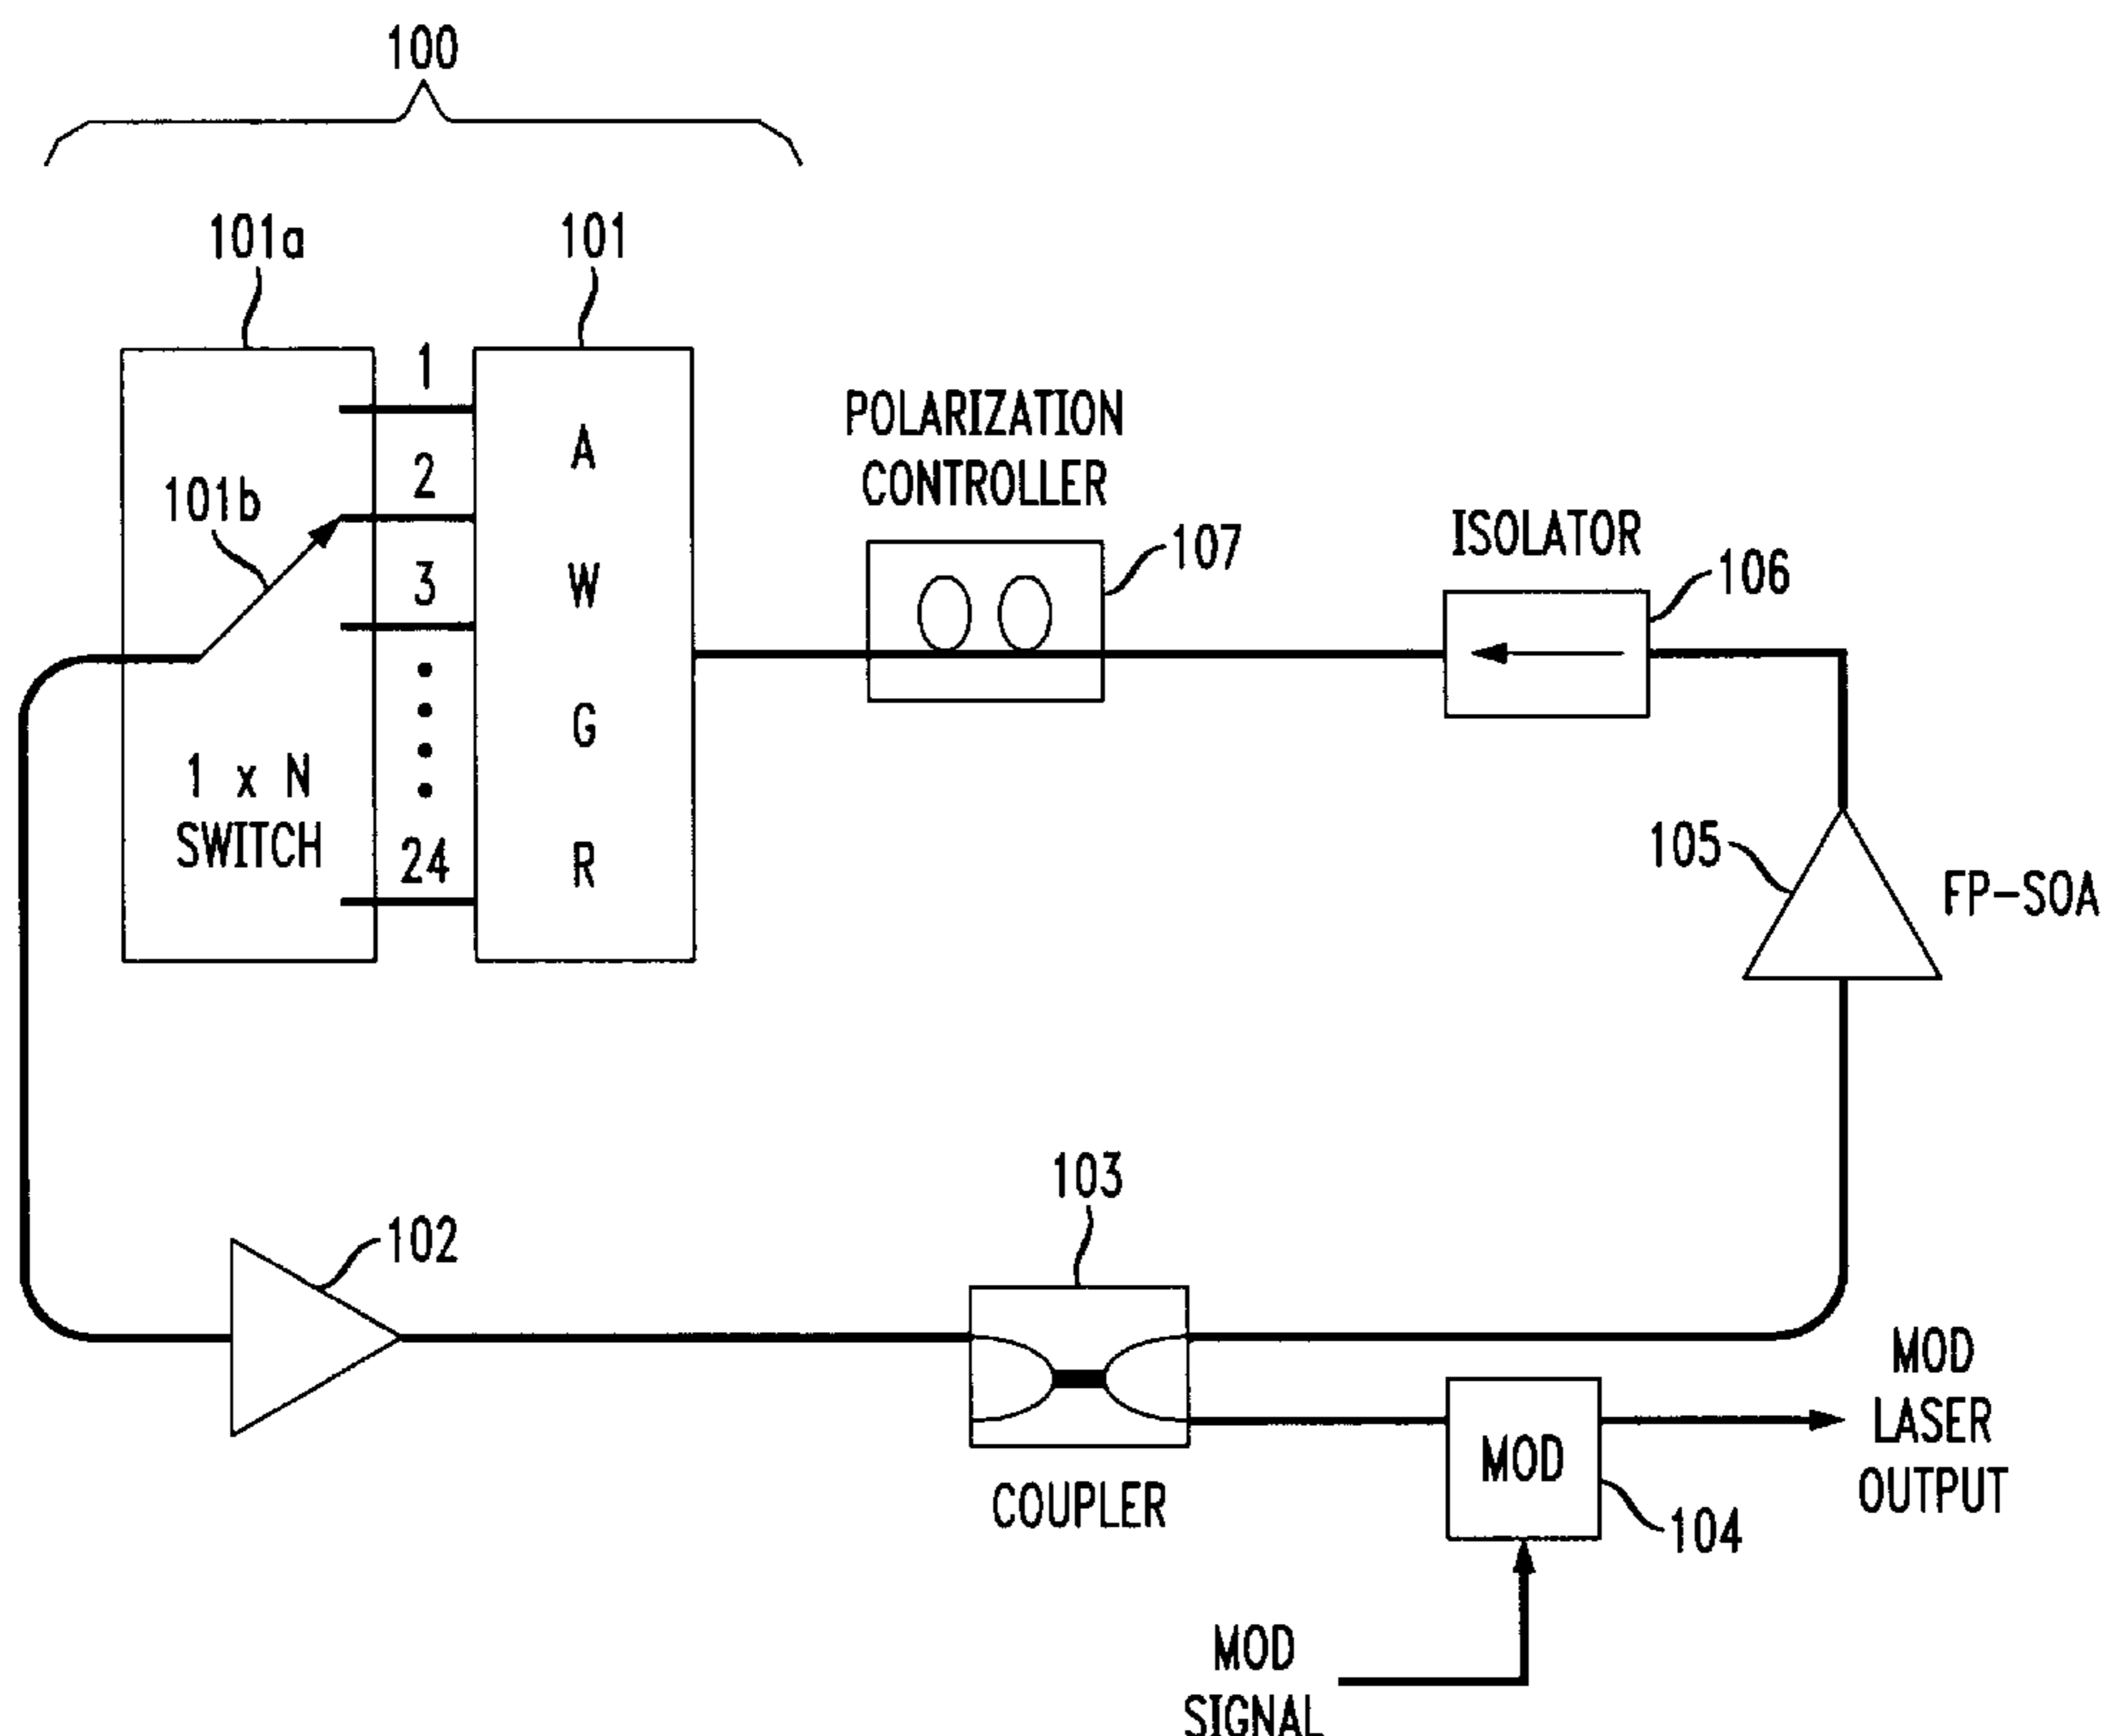 100
101a
101
1
2
3
24
101b
1 x N
SWITCH
A
W
G
R
POLARIZATION
CONTROLLER
107
ISOLATOR
106
105
FP-SOA
102
103
COUPLER
MOD
104
MOD
LASER
OUTPUT
MOD
SIGNAL